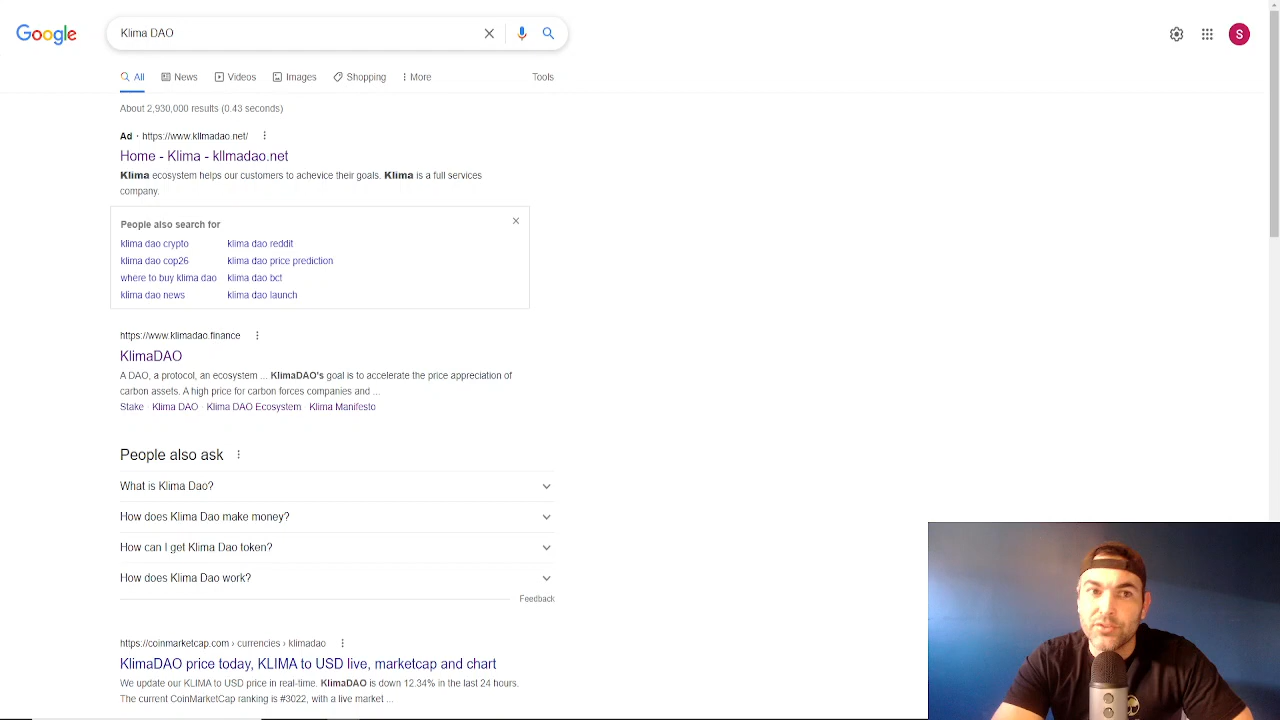 Google
Klima DAO
S
All
News
Videos
Images
Shopping
More
Tools
About 2,930,000 results (0.43 seconds)
Ad · https://www.kllmadao.net/
Home - Klima - kllmadao.net
Klima ecosystem helps our customers to achevice their goals. Klima is a full services
company.
People also search for
klima dao crypto
klima dao reddit
klima dao cop26
klima dao price prediction
where to buy klima dao
klima dao bct
klima dao news
klima dao launch
https://www.klimadao.finance
KlimaDAO
A DAO, a protocol, an ecosystem ... KlimaDAO's goal is to accelerate the price appreciation of
carbon assets. A high price for carbon forces companies and ...
Stake · Klima DAO · Klima DAO Ecosystem · Klima Manifesto
People also ask
What is Klima Dao?
How does Klima Dao make money?
How can I get Klima Dao token?
How does Klima Dao work?
Feedback
https://coinmarketcap.com › currencies › klimadao
KlimaDAO price today, KLIMA to USD live, marketcap and chart
We update our KLIMA to USD price in real-time. KlimaDAO is down 12.34% in the last 24 hours.
The current CoinMarketCap ranking is #3022, with a live market ...